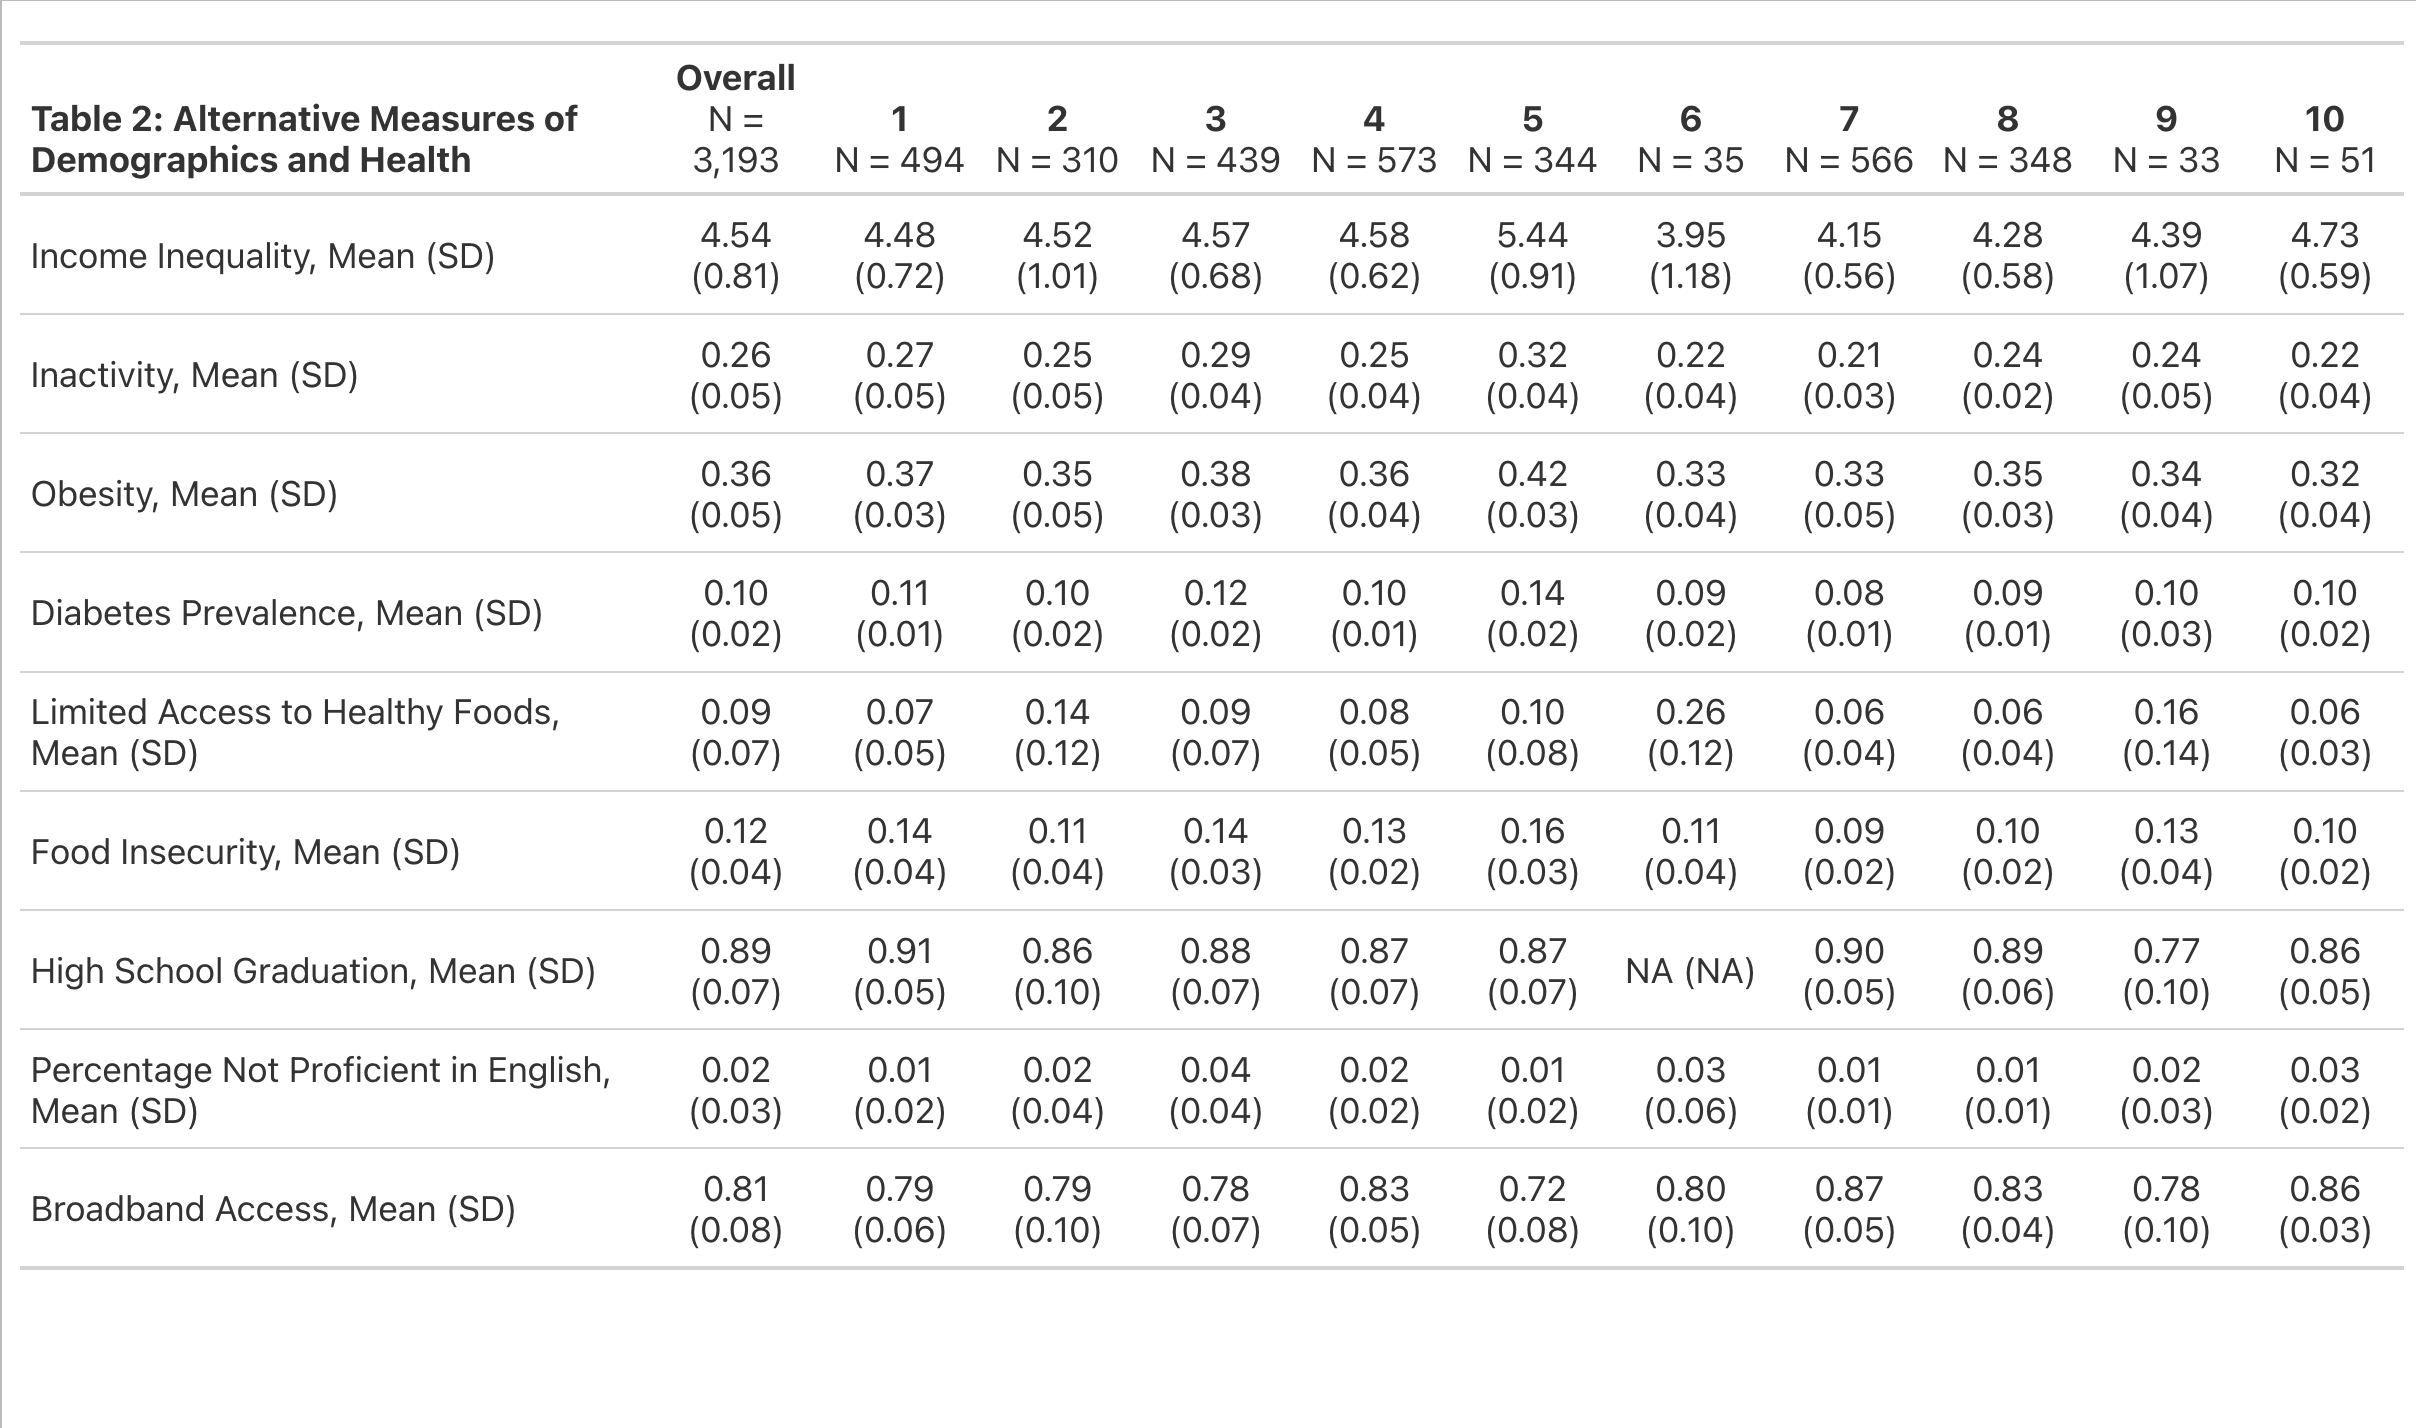 Table 2: Alternative Measures of Demographics and Health Overall N = 3,193 1 N = 494 2 N = 310 3 N = 439 4 N = 573 5 N = 344 6 N = 35 7 N = 566 8 N = 348 9 N = 33 10 N = 51
Income Inequality, Mean (SD) 4.54 (0.81) 4.48 (0.72) 4.52 (1.01) 4.57 (0.68) 4.58 (0.62) 5.44 (0.91) 3.95 (1.18) 4.15 (0.56) 4.28 (0.58) 4.39 (1.07) 4.73 (0.59)
Inactivity, Mean (SD) 0.26 (0.05) 0.27 (0.05) 0.25 (0.05) 0.29 (0.04) 0.25 (0.04) 0.32 (0.04) 0.22 (0.04) 0.21 (0.03) 0.24 (0.02) 0.24 (0.05) 0.22 (0.04)
Obesity, Mean (SD) 0.36 (0.05) 0.37 (0.03) 0.35 (0.05) 0.38 (0.03) 0.36 (0.04) 0.42 (0.03) 0.33 (0.04) 0.33 (0.05) 0.35 (0.03) 0.34 (0.04) 0.32 (0.04)
Diabetes Prevalence, Mean (SD) 0.10 (0.02) 0.11 (0.01) 0.10 (0.02) 0.12 (0.02) 0.10 (0.01) 0.14 (0.02) 0.09 (0.02) 0.08 (0.01) 0.09 (0.01) 0.10 (0.03) 0.10 (0.02)
Limited Access to Healthy Foods, Mean (SD) 0.09 (0.07) 0.07 (0.05) 0.14 (0.12) 0.09 (0.07) 0.08 (0.05) 0.10 (0.08) 0.26 (0.12) 0.06 (0.04) 0.06 (0.04) 0.16 (0.14) 0.06 (0.03)
Food Insecurity, Mean (SD) 0.12 (0.04) 0.14 (0.04) 0.11 (0.04) 0.14 (0.03) 0.13 (0.02) 0.16 (0.03) 0.11 (0.04) 0.09 (0.02) 0.10 (0.02) 0.13 (0.04) 0.10 (0.02)
High School Graduation, Mean (SD) 0.89 (0.07) 0.91 (0.05) 0.86 (0.10) 0.88 (0.07) 0.87 (0.07) 0.87 (0.07) NA (NA) 0.90 (0.05) 0.89 (0.06) 0.77 (0.10) 0.86 (0.05)
Percentage Not Proficient in English, Mean (SD) 0.02 (0.03) 0.01 (0.02) 0.02 (0.04) 0.04 (0.04) 0.02 (0.02) 0.01 (0.02) 0.03 (0.06) 0.01 (0.01) 0.01 (0.01) 0.02 (0.03) 0.03 (0.02)
Broadband Access, Mean (SD) 0.81 (0.08) 0.79 (0.06) 0.79 (0.10) 0.78 (0.07) 0.83 (0.05) 0.72 (0.08) 0.80 (0.10) 0.87 (0.05) 0.83 (0.04) 0.78 (0.10) 0.86 (0.03)